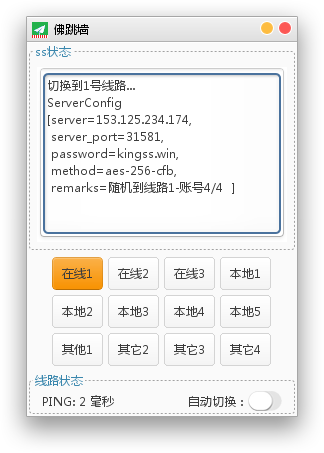 佛跳墙
ss状态
切换到1号线路...
ServerConfig
[server=153.125.234.174,
server_port=31581,
password=kingss.win,
method=aes-256-cfb,
remarks=随机到线路1-账号4/4 ]
在线1 在线2 在线3 本地1
本地2 本地3 本地4 本地5
其他1 其它2 其它3 其它4
线路状态
PING: 2 毫秒 自动切换：